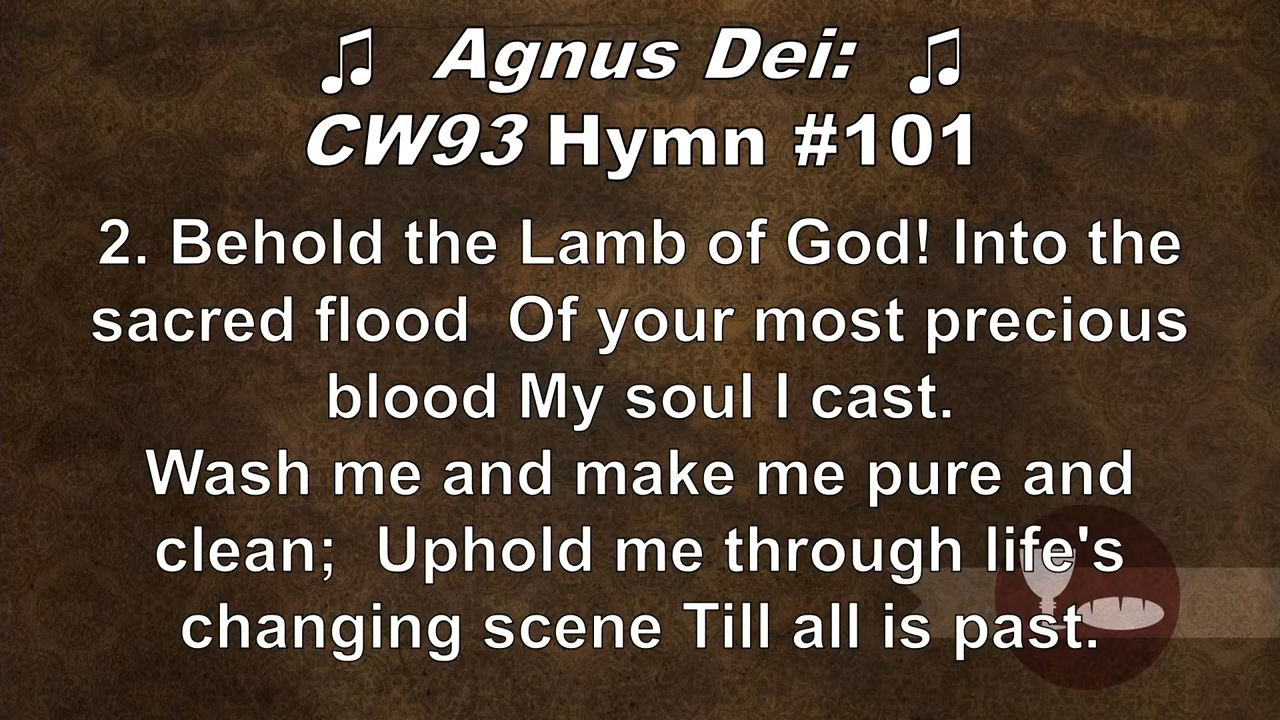 ♫ Agnus Dei: ♫
CW93 Hymn #101
2. Behold the Lamb of God! Into the
sacred flood  Of your most precious
blood My soul I cast.
Wash me and make me pure and
clean;  Uphold me through life's
changing scene Till all is past.